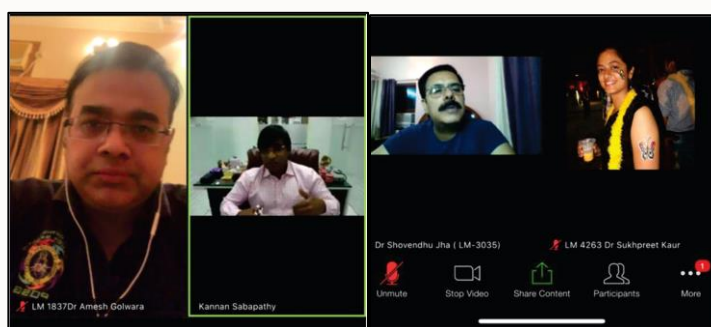 LM 1837Dr Amesh Golwara
Kannan Sabapathy
Dr Shovendhu Jha ( LM-3035)
LM 4263 Dr Sukhpreet Kaur
1
Unmute
Stop Video
Share Content
Participants
More